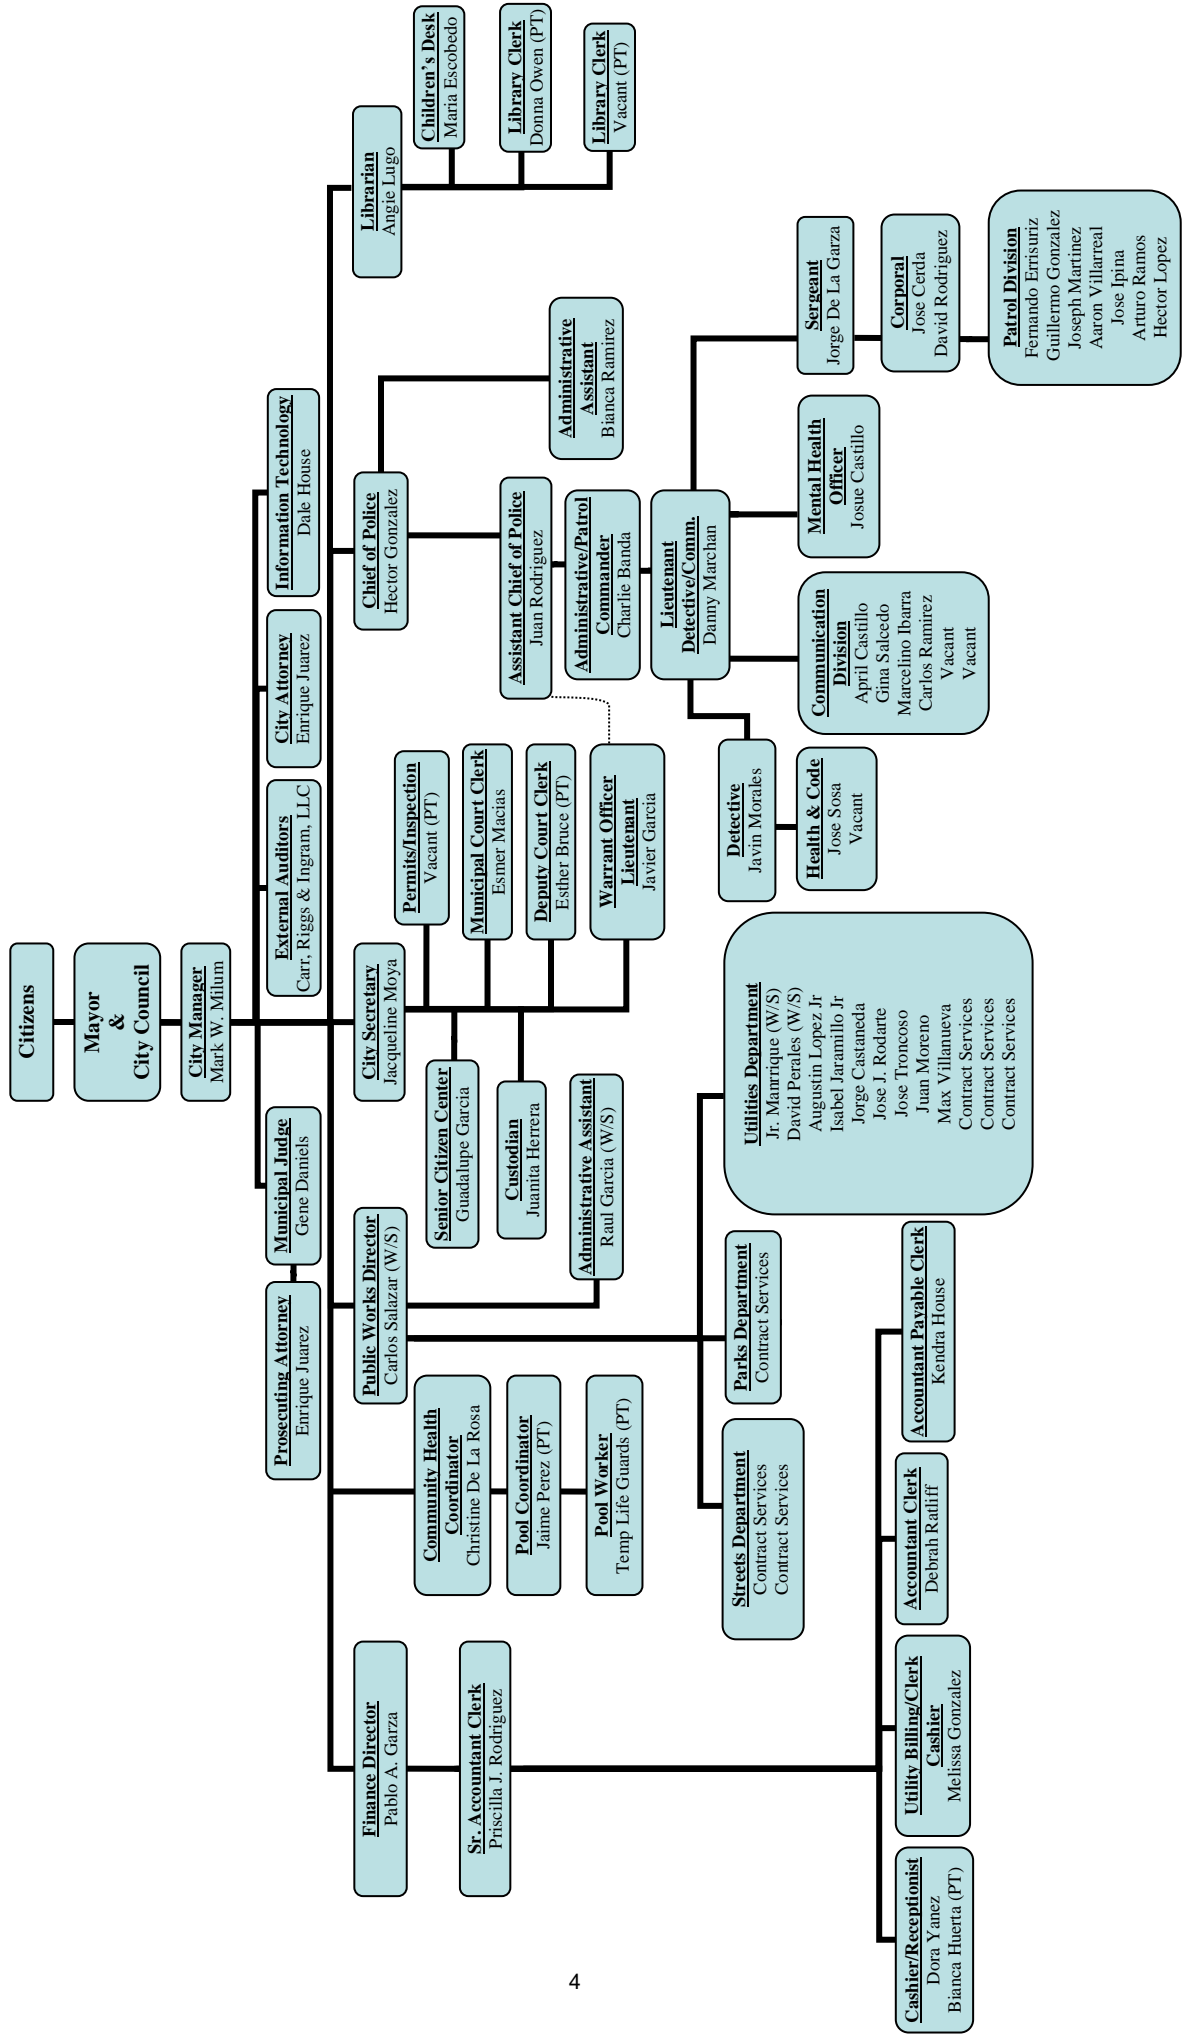 Citizens
Mayor
&
City Council
City Manager
Mark W. Milum
Prosecuting Attorney
Enrique Juarez
Municipal Judge
Gene Daniels
External Auditors
Carr, Riggs & Ingram, LLC
City Attorney
Enrique Juarez
Information Technology
Dale House
Finance Director
Pablo A. Garza
Sr. Accountant Clerk
Priscilla J. Rodriguez
Cashier/Receptionist
Dora Yanez
Bianca Huerta (PT)
Utility Billing/Clerk
Cashier
Melissa Gonzalez
Accountant Clerk
Debrah Ratliff
Accountant Payable Clerk
Kendra House
Community Health
Coordinator
Christine De La Rosa
Pool Coordinator
Jaime Perez (PT)
Pool Worker
Temp Life Guards (PT)
Public Works Director
Carlos Salazar (W/S)
Administrative Assistant
Raul Garcia (W/S)
Streets Department
Contract Services
Contract Services
Parks Department
Contract Services
Utilities Department
Jr. Manrrique (W/S)
David Perales (W/S)
Augustin Lopez Jr
Isabel Jaramillo Jr
Jorge Castaneda
Jose J. Rodarte
Jose Troncoso
Juan Moreno
Max Villanueva
Contract Services
Contract Services
Contract Services
City Secretary
Jacqueline Moya
Senior Citizen Center
Guadalupe Garcia
Custodian
Juanita Herrera
Permits/Inspection
Vacant (PT)
Municipal Court Clerk
Esmer Macias
Deputy Court Clerk
Esther Bruce (PT)
Warrant Officer
Lieutenant
Javier Garcia
Chief of Police
Hector Gonzalez
Administrative
Assistant
Bianca Ramirez
Assistant Chief of Police
Juan Rodriguez
Administrative/Patrol
Commander
Charlie Banda
Lieutenant
Detective/Comm.
Danny Marchan
Detective
Javin Morales
Health & Code
Jose Sosa
Vacant
Communication
Division
April Castillo
Gina Salcedo
Marcelino Ibarra
Carlos Ramirez
Vacant
Vacant
Mental Health
Officer
Josue Castillo
Sergeant
Jorge De La Garza
Corporal
Jose Cerda
David Rodriguez
Patrol Division
Fernando Errisuriz
Guillermo Gonzalez
Joseph Martinez
Aaron Villarreal
Jose Ipina
Arturo Ramos
Hector Lopez
Librarian
Angie Lugo
Children's Desk
Maria Escobedo
Library Clerk
Donna Owen (PT)
Library Clerk
Vacant (PT)
4